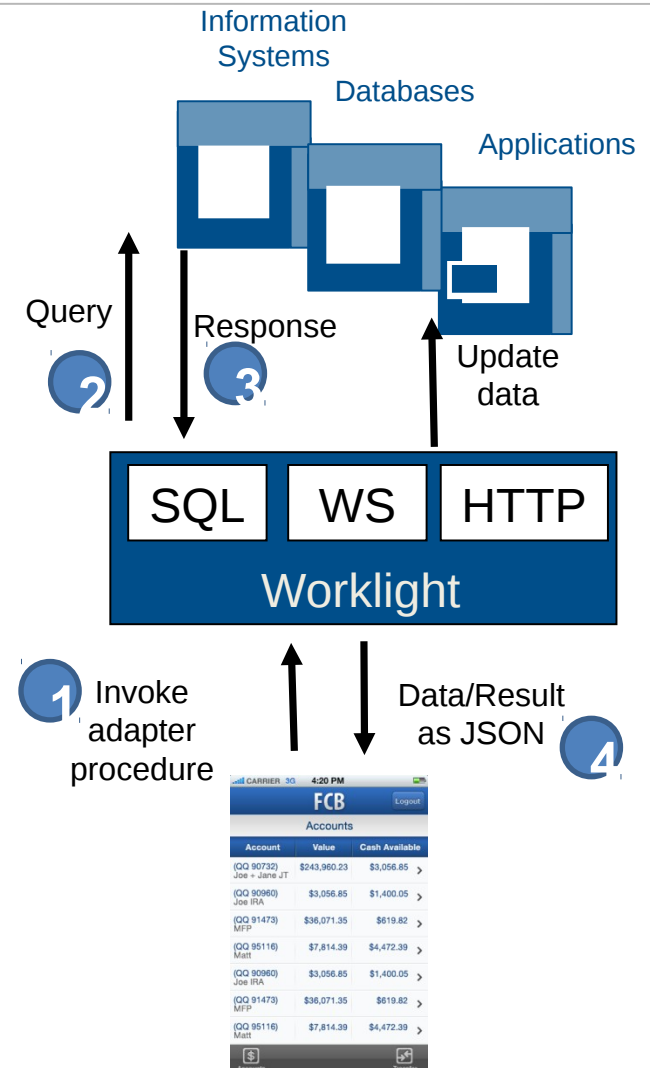 Information
Systems
Databases
Applications
Query
Response
2
3
Update
data
SQL WS HTTP
Worklight
1
Invoke
adapter
procedure
Data/Result
as JSON
4
CARRIER 3G 4:20 PM
FCB Logout
Accounts
Account Value Cash Available
(QQ 90732) $243,960.23 $3,056.85
Joe + Jane JT
(QQ 90960) $3,056.85 $1,400.05
Joe IRA
(QQ 91473) $36,071.35 $619.82
MFP
(QQ 95116) $7,814.39 $4,472.39
Matt
(QQ 90960) $3,056.85 $1,400.05
Joe IRA
(QQ 91473) $36,071.35 $619.82
MFP
(QQ 95116) $7,814.39 $4,472.39
Matt